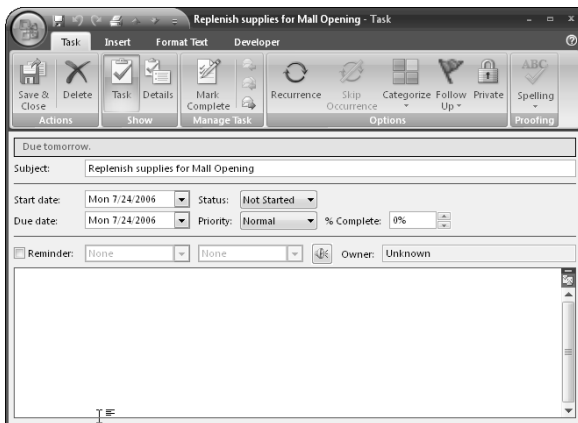 Replenish supplies for Mall Opening - Task
Task Insert Format Text Developer
Save & Close Delete Task Details Mark Complete Recurrence Skip Occurrence Categorize Follow Up Private ABC Spelling
Actions Show Manage Task Options Proofing
Due tomorrow.
Subject: Replenish supplies for Mall Opening
Start date: Mon 7/24/2006 Status: Not Started
Due date: Mon 7/24/2006 Priority: Normal % Complete: 0%
Reminder: None None Owner: Unknown